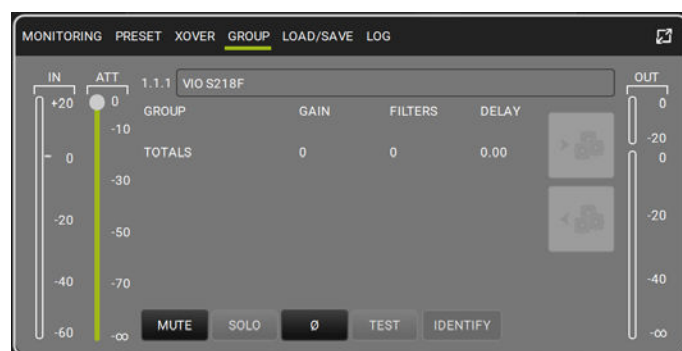 MONITORING PRESET XOVER GROUP LOAD/SAVE LOG
IN ATT 1.1.1 VIO S218F OUT
+20 0 GROUP GAIN FILTERS DELAY 0
-10 -20
0 TOTALS 0 0 0.00 0
-30
-20 -50 -20
-40 -70 -40
-60 -∞ MUTE SOLO Ø TEST IDENTIFY -∞